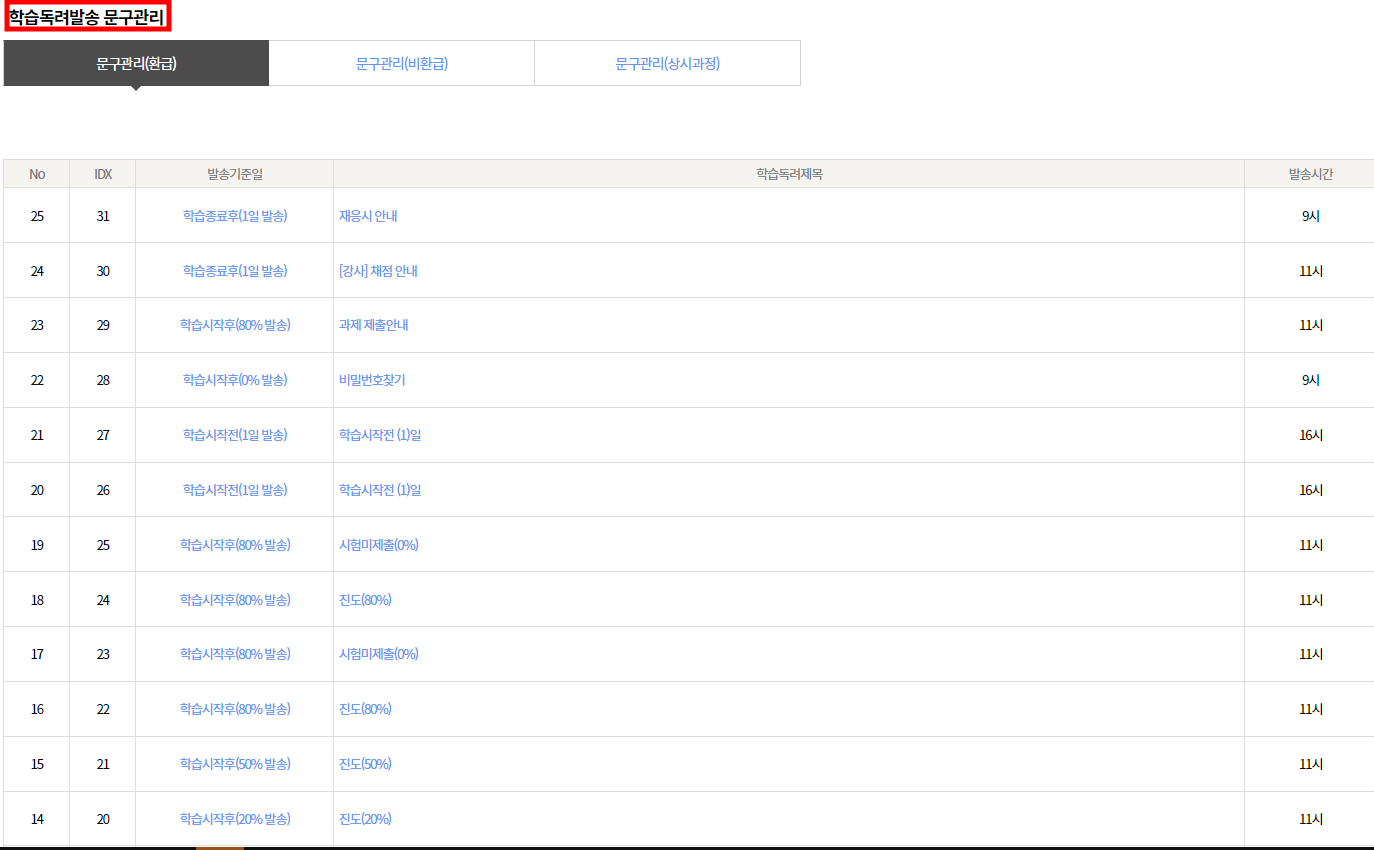 학습독려발송 문구관리
문구관리(환급) 문구관리(비환급) 문구관리(상시과정)
No IDX 발송기준일 학습독려제목 발송시간
25 31 학습종료후(1일 발송) 재응시 안내 9시
24 30 학습종료후(1일 발송) [강사] 채점 안내 11시
23 29 학습시작후(80% 발송) 과제 제출안내 11시
22 28 학습시작후(0% 발송) 비밀번호찾기 9시
21 27 학습시작전(1일 발송) 학습시작전 (1)일 16시
20 26 학습시작전(1일 발송) 학습시작전 (1)일 16시
19 25 학습시작후(80% 발송) 시험미제출(0%) 11시
18 24 학습시작후(80% 발송) 진도(80%) 11시
17 23 학습시작후(80% 발송) 시험미제출(0%) 11시
16 22 학습시작후(80% 발송) 진도(80%) 11시
15 21 학습시작후(50% 발송) 진도(50%) 11시
14 20 학습시작후(20% 발송) 진도(20%) 11시